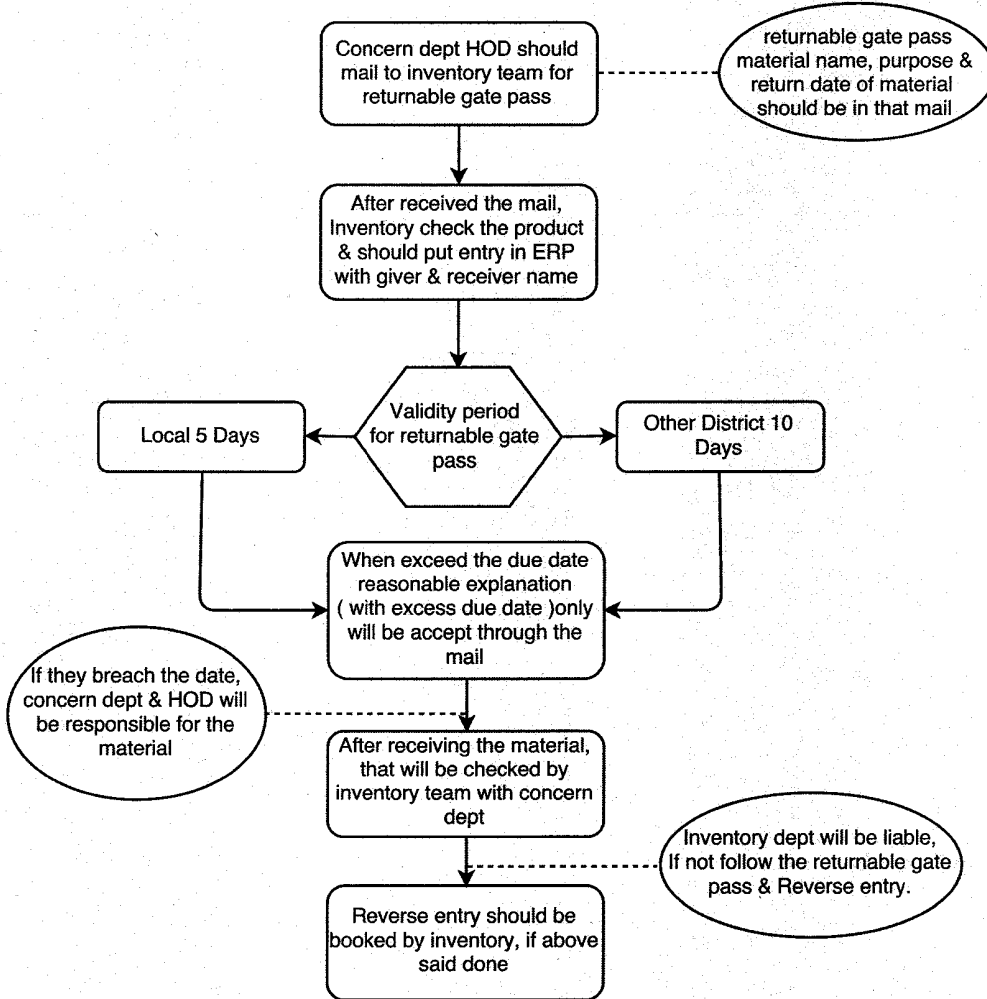 Concern dept HOD should
mail to inventory team for
returnable gate pass
returnable gate pass
material name, purpose &
return date of material
should be in that mail
After received the mail,
Inventory check the product
& should put entry in ERP
with giver & receiver name
Validity period
for returnable gate
pass
Local 5 Days
Other District 10
Days
When exceed the due date
reasonable explanation
( with excess due date )only
will be accept through the
mail
If they breach the date,
concern dept & HOD will
be responsible for the
material
After receiving the material,
that will be checked by
inventory team with concern
dept
Inventory dept will be liable,
If not follow the returnable gate
pass & Reverse entry.
Reverse entry should be
booked by inventory, if above
said done